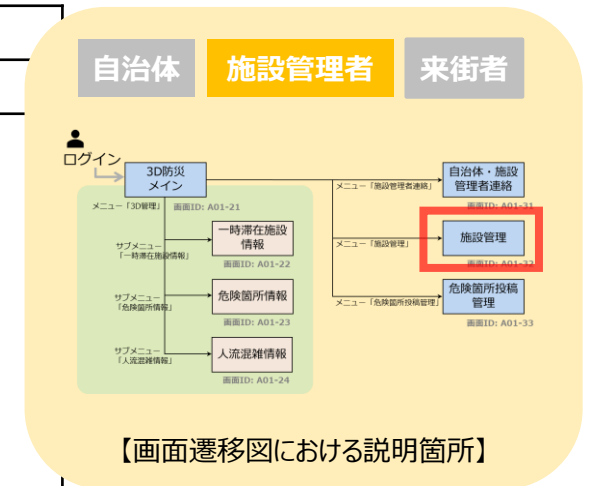 自治体 施設管理者 来街者
ログイン
3D防災
メイン
メニュー「3D管理」 画面ID: A01-21
サブメニュー
「一時滞在施設情報」
一時滞在施設
情報
画面ID: A01-22
サブメニュー
「危険箇所情報」
危険箇所情報
画面ID: A01-23
サブメニュー
「人流混雑情報」
人流混雑情報
画面ID: A01-24
メニュー「施設管理者連絡」
自治体・施設
管理者連絡
画面ID: A01-31
メニュー「施設管理」
施設管理
画面ID: A01-32
メニュー「危険箇所投稿管理」
危険箇所投稿
管理
画面ID: A01-33
【画面遷移図における説明箇所】